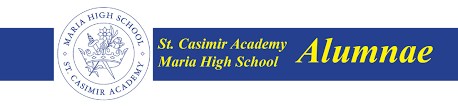 MARIA HIGH SCHOOL
ST. CASIMIR ACADEMY
St. Casimir Academy
Maria High School
Alumnae